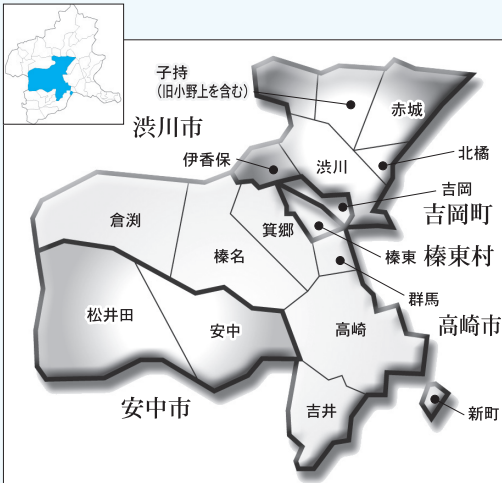 子持
(旧小野上を含む)
赤城
渋川市
北橘
伊香保
渋川
吉岡
吉岡町
倉渕
箕郷
榛東
榛東村
榛名
群馬
高崎市
松井田
安中
高崎
安中市
吉井
新町